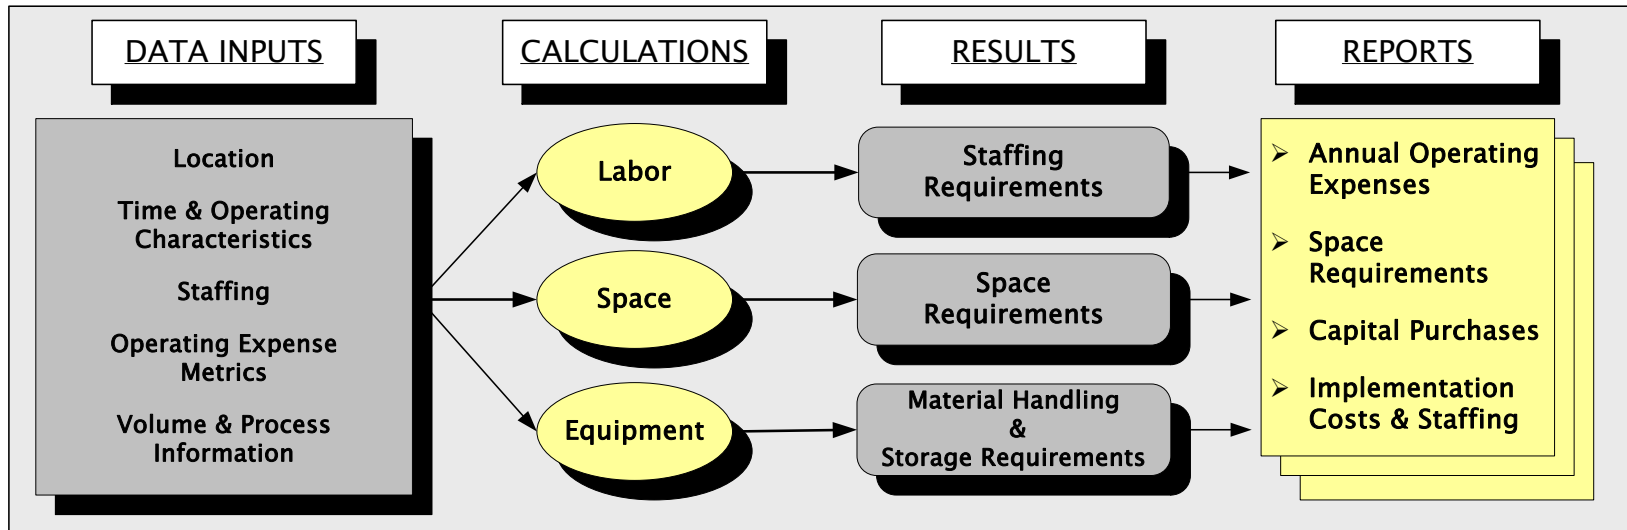 DATA INPUTS
CALCULATIONS
RESULTS
REPORTS
Location
Time & Operating
Characteristics
Staffing
Operating Expense
Metrics
Volume & Process
Information
Labor
Space
Equipment
Staffing
Requirements
Space
Requirements
Material Handling
&
Storage Requirements
➢ Annual Operating
Expenses
➢ Space
Requirements
➢ Capital Purchases
➢ Implementation
Costs & Staffing